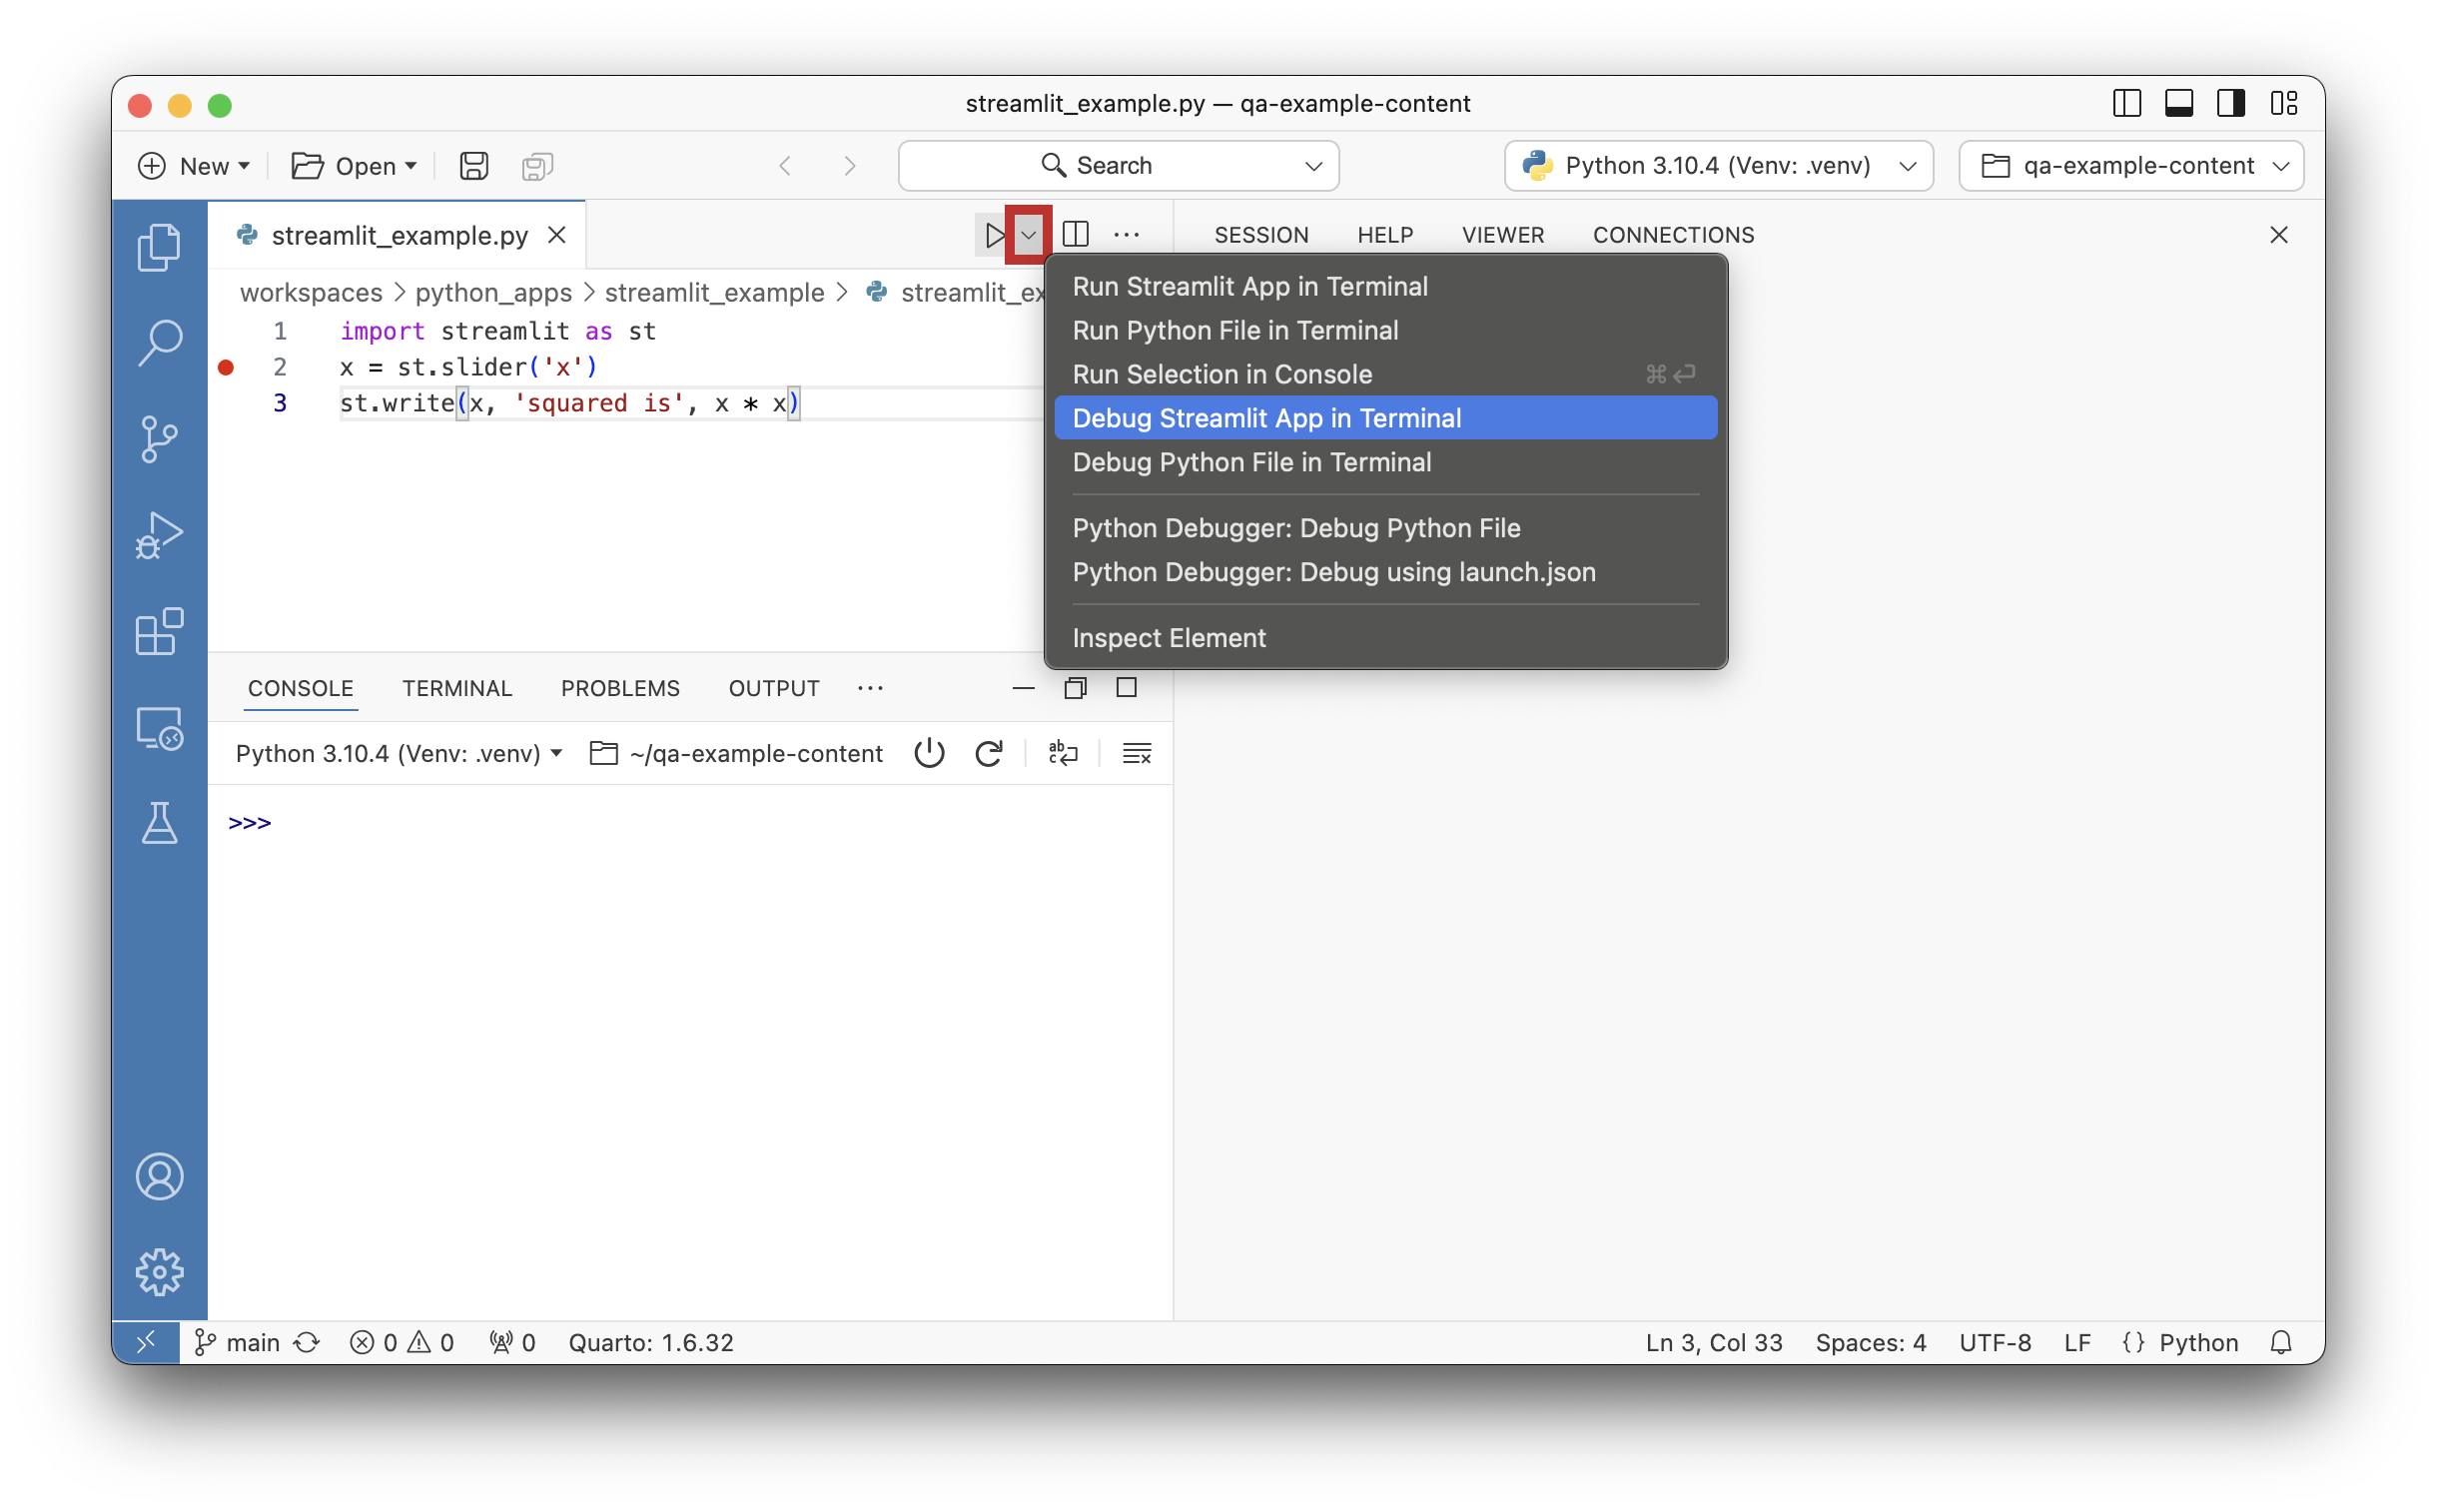 streamlit_example.py — qa-example-content
New
Open
Search
Python 3.10.4 (Venv: .venv)
qa-example-content
streamlit_example.py
SESSION HELP VIEWER CONNECTIONS
workspaces > python_apps > streamlit_example > streamlit_ex
1 import streamlit as st
2 x = st.slider('x')
3 st.write(x, 'squared is', x * x)
Run Streamlit App in Terminal
Run Python File in Terminal
Run Selection in Console ⌘⏎
Debug Streamlit App in Terminal
Debug Python File in Terminal
Python Debugger: Debug Python File
Python Debugger: Debug using launch.json
Inspect Element
CONSOLE TERMINAL PROBLEMS OUTPUT ···
Python 3.10.4 (Venv: .venv) ~/qa-example-content
>>>
main 0 0 0 Quarto: 1.6.32 Ln 3, Col 33 Spaces: 4 UTF-8 LF {} Python